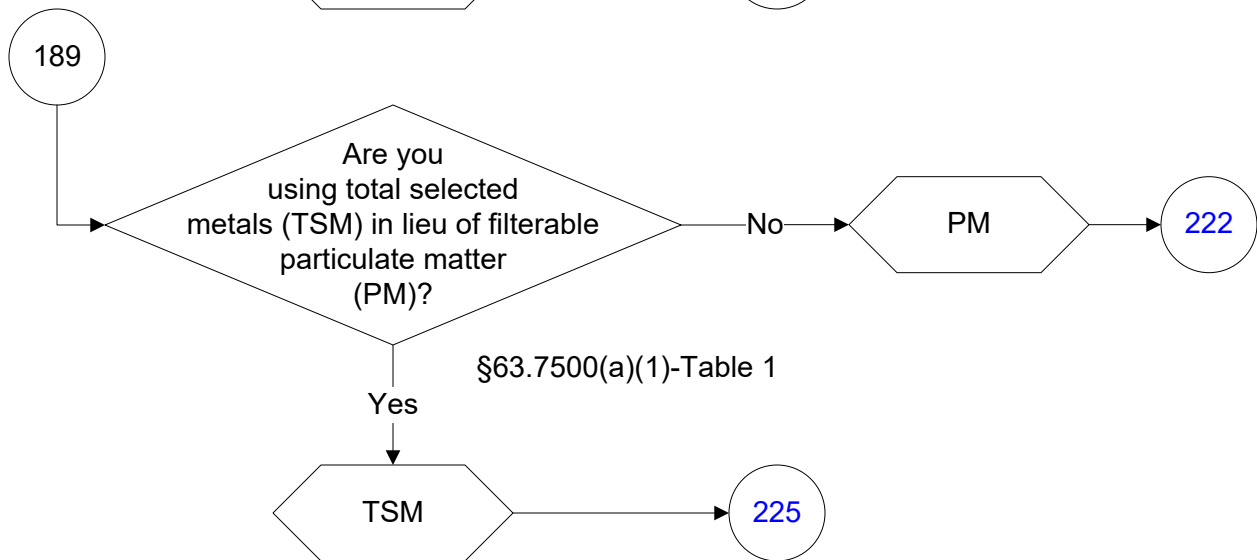 189
Are you
using total selected
metals (TSM) in lieu of filterable
particulate matter
(PM)?
No
PM
222
§63.7500(a)(1)-Table 1
Yes
TSM
225